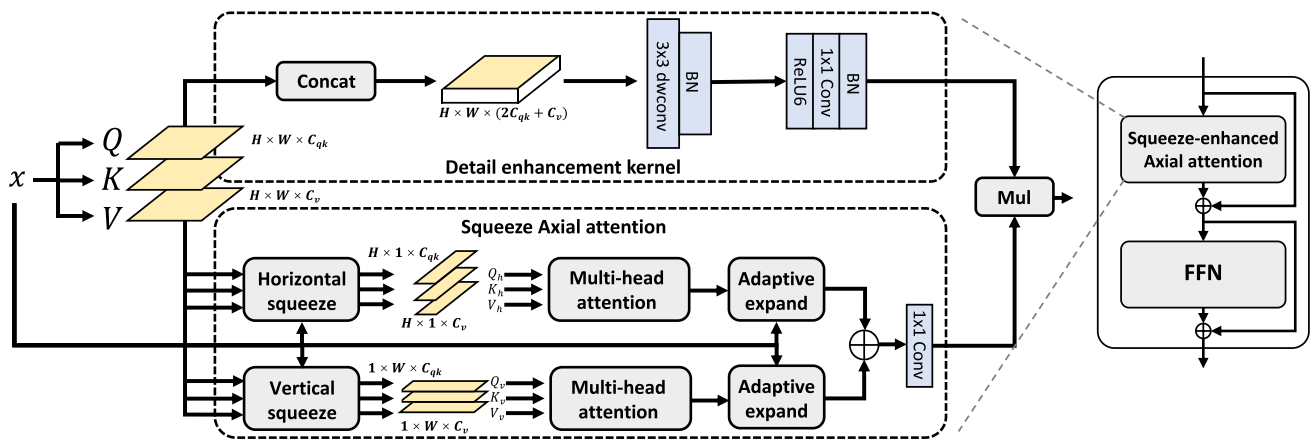 x
Q
K
V
H × W × C_qk
H × W × C_v
Concat
H × W × (2C_qk + C_v)
3x3 dwconv
BN
ReLU6
1x1 Conv
BN
Detail enhancement kernel
Mul
Squeeze Axial attention
Horizontal
squeeze
H × 1 × C_qk
H × 1 × C_v
Q_h
K_h
V_h
Multi-head
attention
Adaptive
expand
1x1 Conv
Vertical
squeeze
1 × W × C_qk
1 × W × C_v
Q_v
K_v
V_v
Multi-head
attention
Adaptive
expand
Squeeze-enhanced
Axial attention
FFN